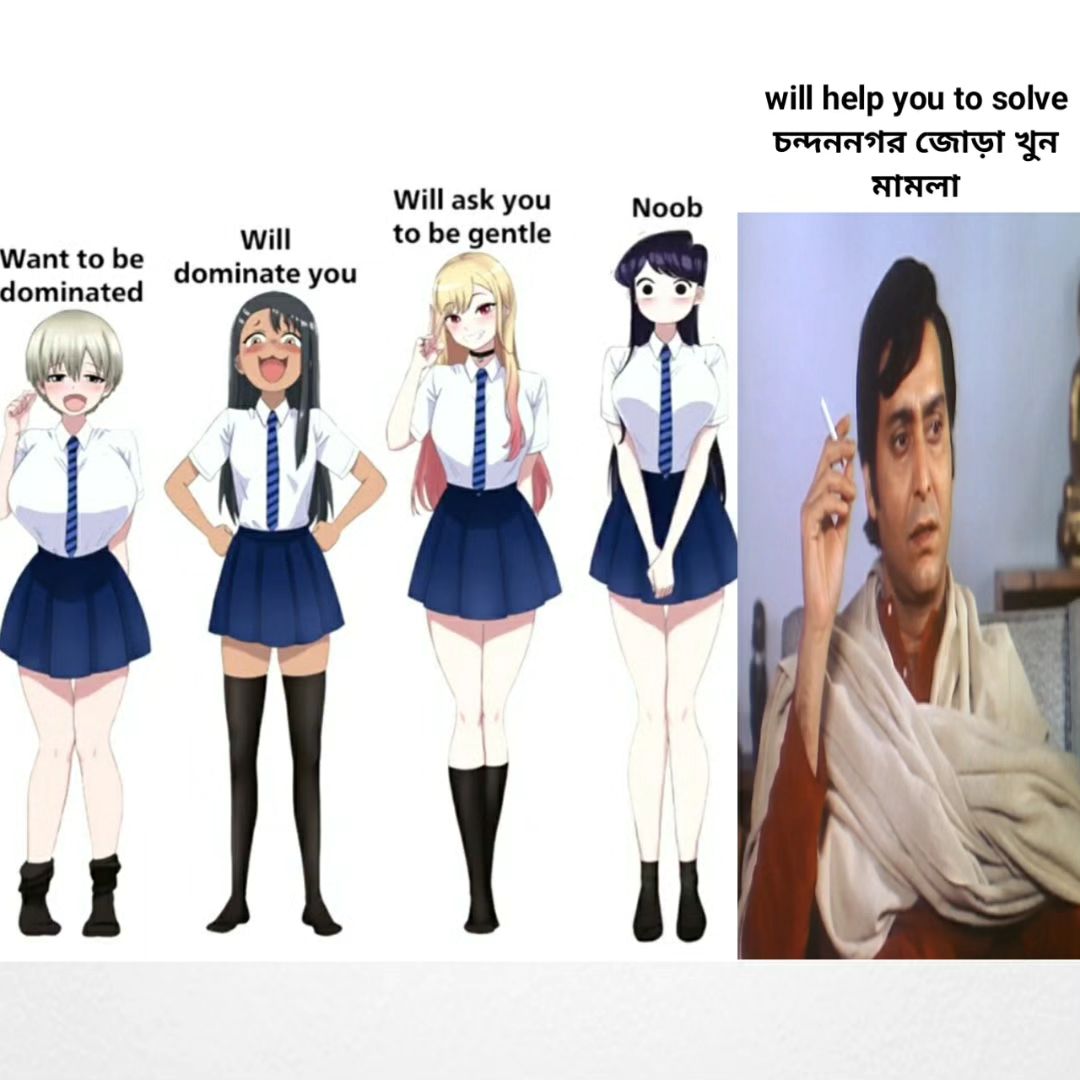 Want to be
dominated
Will
dominate you
Will ask you
to be gentle
Noob
will help you to solve
চন্দননগর জোড়া খুন
মামলা